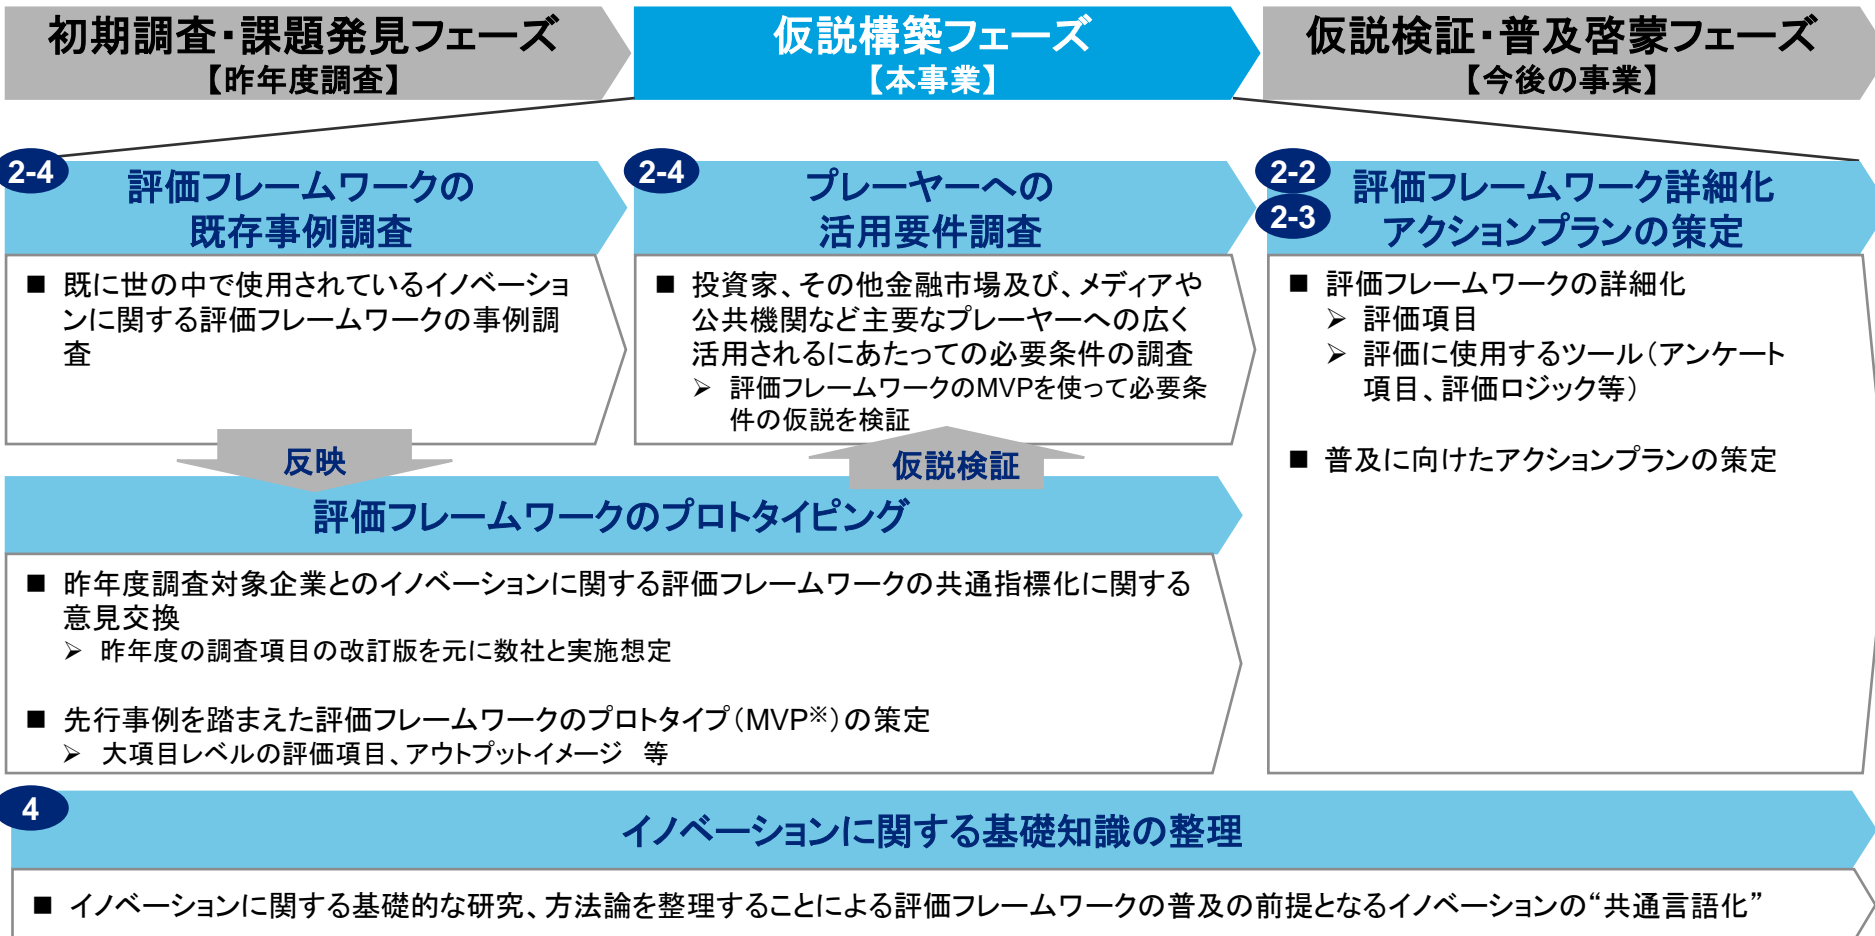 初期調査・課題発見フェーズ
【昨年度調査】
仮説構築フェーズ
【本事業】
仮説検証・普及啓蒙フェーズ
【今後の事業】
2-4
評価フレームワークの
既存事例調査
■ 既に世の中で使用されているイノベーショ
ンに関する評価フレームワークの事例調
査
2-4
プレーヤーへの
活用要件調査
■ 投資家、その他金融市場及び、メディアや
公共機関など主要なプレーヤーへの広く
活用されるにあたっての必要条件の調査
➢ 評価フレームワークのMVPを使って必要条
件の仮説を検証
2-2
2-3
評価フレームワーク詳細化
アクションプランの策定
■ 評価フレームワークの詳細化
➢ 評価項目
➢ 評価に使用するツール（アンケート
項目、評価ロジック等）
■ 普及に向けたアクションプランの策定
反映
仮説検証
評価フレームワークのプロトタイピング
■ 昨年度調査対象企業とのイノベーションに関する評価フレームワークの共通指標化に関する
意見交換
➢ 昨年度の調査項目の改訂版を元に数社と実施想定
■ 先行事例を踏まえた評価フレームワークのプロトタイプ（MVP※）の策定
➢ 大項目レベルの評価項目、アウトプットイメージ 等
4
イノベーションに関する基礎知識の整理
■ イノベーションに関する基礎的な研究、方法論を整理することによる評価フレームワークの普及の前提となるイノベーションの“共通言語化”